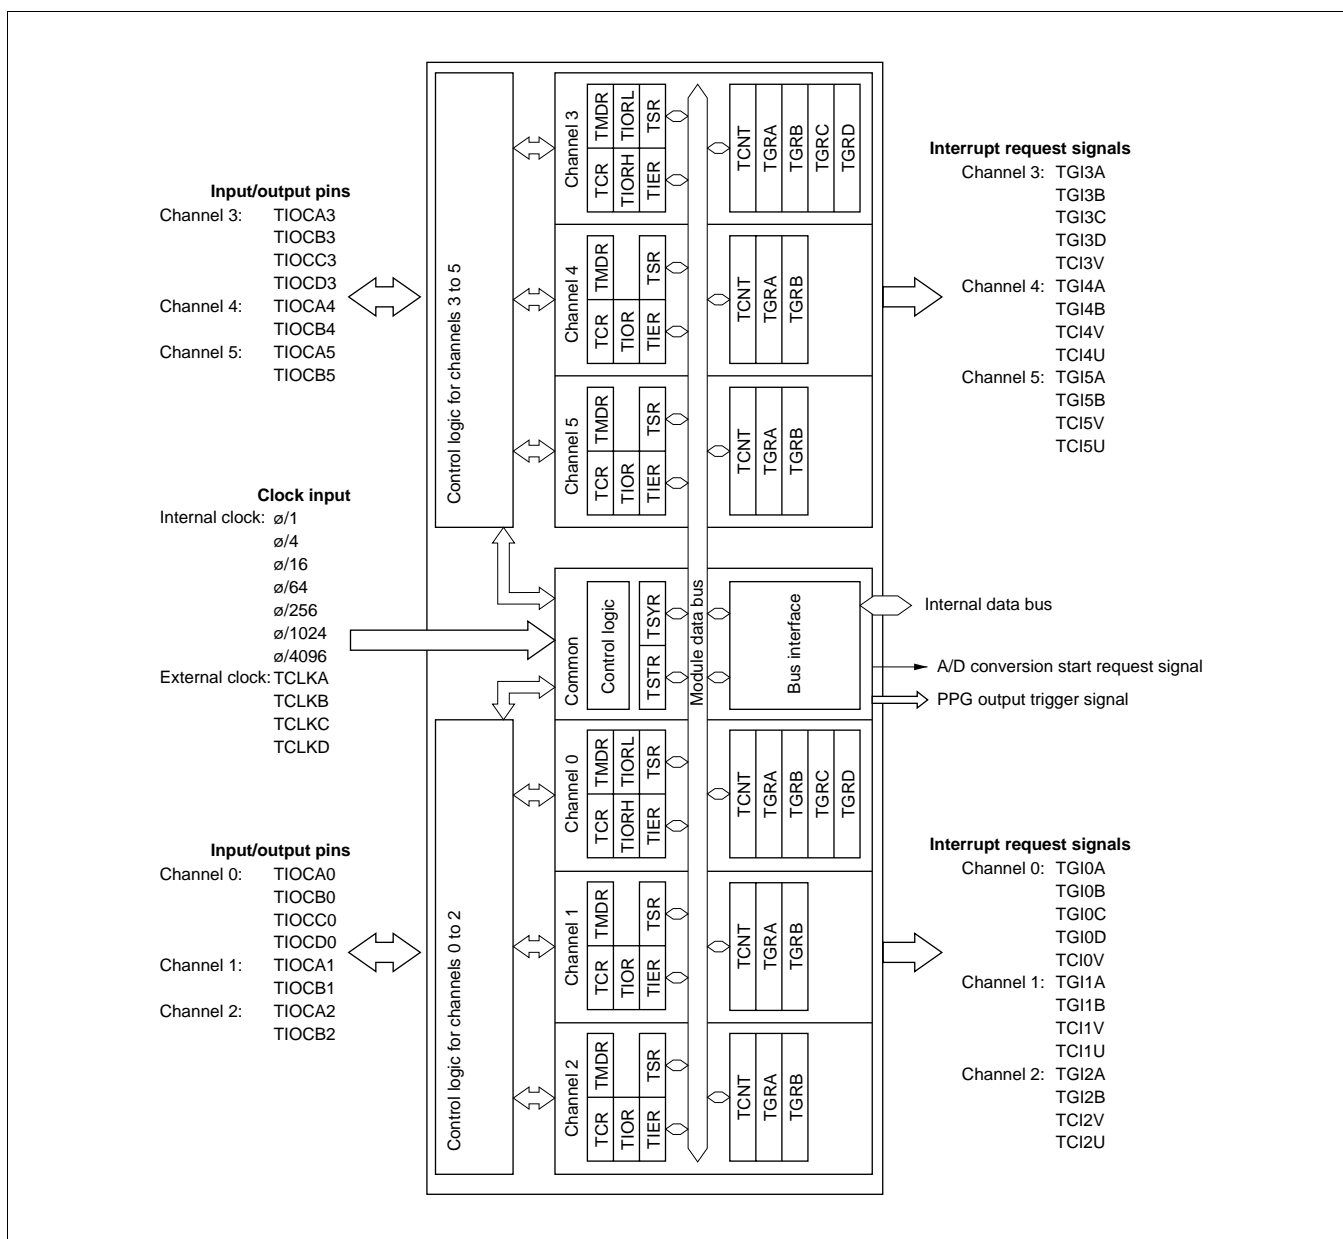 Input/output pins
Channel 3: TIOCA3
TIOCB3
TIOCC3
TIOCD3
Channel 4: TIOCA4
TIOCB4
Channel 5: TIOCA5
TIOCB5
Clock input
Internal clock: ø/1
ø/4
ø/16
ø/64
ø/256
ø/1024
ø/4096
External clock: TCLKA
TCLKB
TCLKC
TCLKD
Input/output pins
Channel 0: TIOCA0
TIOCB0
TIOCC0
TIOCD0
Channel 1: TIOCA1
TIOCB1
Channel 2: TIOCA2
TIOCB2
Control logic for channels 3 to 5
Control logic for channels 0 to 2
Channel 3
TCR TMDR
TIORH TIORL
TIER TSR
TCNT
TGRA
TGRB
TGRC
TGRD
Channel 4
TCR TMDR
TIOR
TIER TSR
TCNT
TGRA
TGRB
Channel 5
TCR TMDR
TIOR
TIER TSR
TCNT
TGRA
TGRB
Common
Control logic
TSTR TSYR
Module data bus
Bus interface
Channel 0
TCR TMDR
TIORH TIORL
TIER TSR
TCNT
TGRA
TGRB
TGRC
TGRD
Channel 1
TCR TMDR
TIOR
TIER TSR
TCNT
TGRA
TGRB
Channel 2
TCR TMDR
TIOR
TIER TSR
TCNT
TGRA
TGRB
Interrupt request signals
Channel 3: TGI3A
TGI3B
TGI3C
TGI3D
TCI3V
Channel 4: TGI4A
TGI4B
TCI4V
TCI4U
Channel 5: TGI5A
TGI5B
TCI5V
TCI5U
Internal data bus
A/D conversion start request signal
PPG output trigger signal
Interrupt request signals
Channel 0: TGI0A
TGI0B
TGI0C
TGI0D
TCI0V
Channel 1: TGI1A
TGI1B
TCI1V
TCI1U
Channel 2: TGI2A
TGI2B
TCI2V
TCI2U